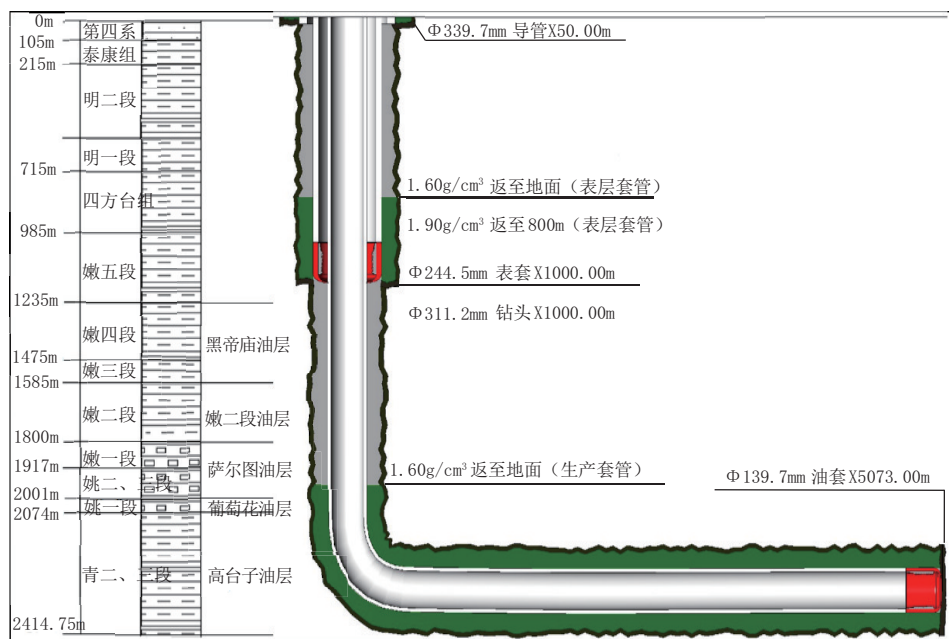 0m
第四系
Φ339.7mm 导管X50.00m
105m
泰康组
215m
明二段
明一段
715m
1.60g/cm³ 返至地面（表层套管）
四方台组
1.90g/cm³ 返至800m（表层套管）
985m
嫩五段
Φ244.5mm 表套X1000.00m
1235m
Φ311.2mm 钻头X1000.00m
嫩四段
黑帝庙油层
1475m
嫩三段
1585m
嫩二段
嫩二段油层
1800m
嫩一段
萨尔图油层
1.60g/cm³ 返至地面（生产套管）
1917m
Φ139.7mm 油套X5073.00m
姚二、三段
2001m
姚一段
葡萄花油层
2074m
青二、三段
高台子油层
2414.75m